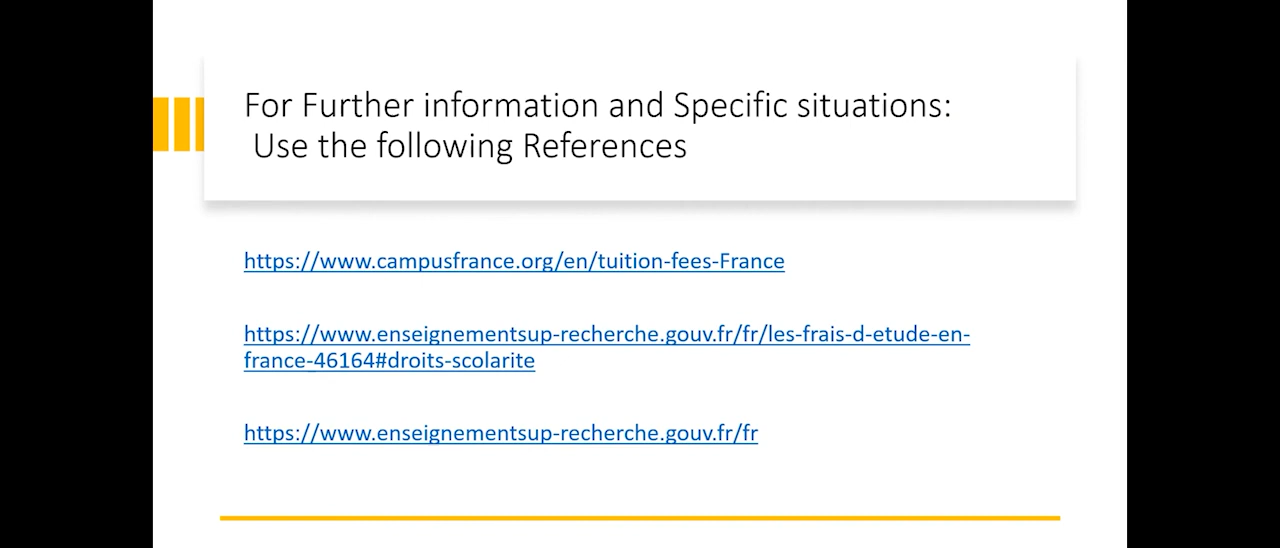 For Further information and Specific situations:
Use the following References
https://www.campusfrance.org/en/tuition-fees-France
https://www.enseignementsup-recherche.gouv.fr/fr/les-frais-d-etude-en-
france-46164#droits-scolarite
https://www.enseignementsup-recherche.gouv.fr/fr